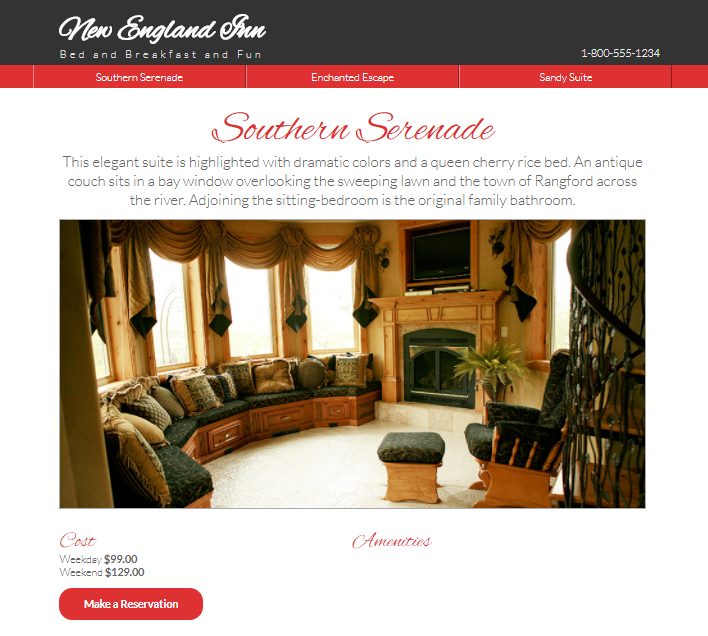 New England Inn
Bed and Breakfast and Fun
1-800-555-1234
Southern Serenade
Enchanted Escape
Sandy Suite
Southern Serenade
This elegant suite is highlighted with dramatic colors and a queen cherry rice bed. An antique
couch sits in a bay window overlooking the sweeping lawn and the town of Rangford across
the river. Adjoining the sitting-bedroom is the original family bathroom.
Cost
Weekday $99.00
Weekend $129.00
Make a Reservation
Amenities